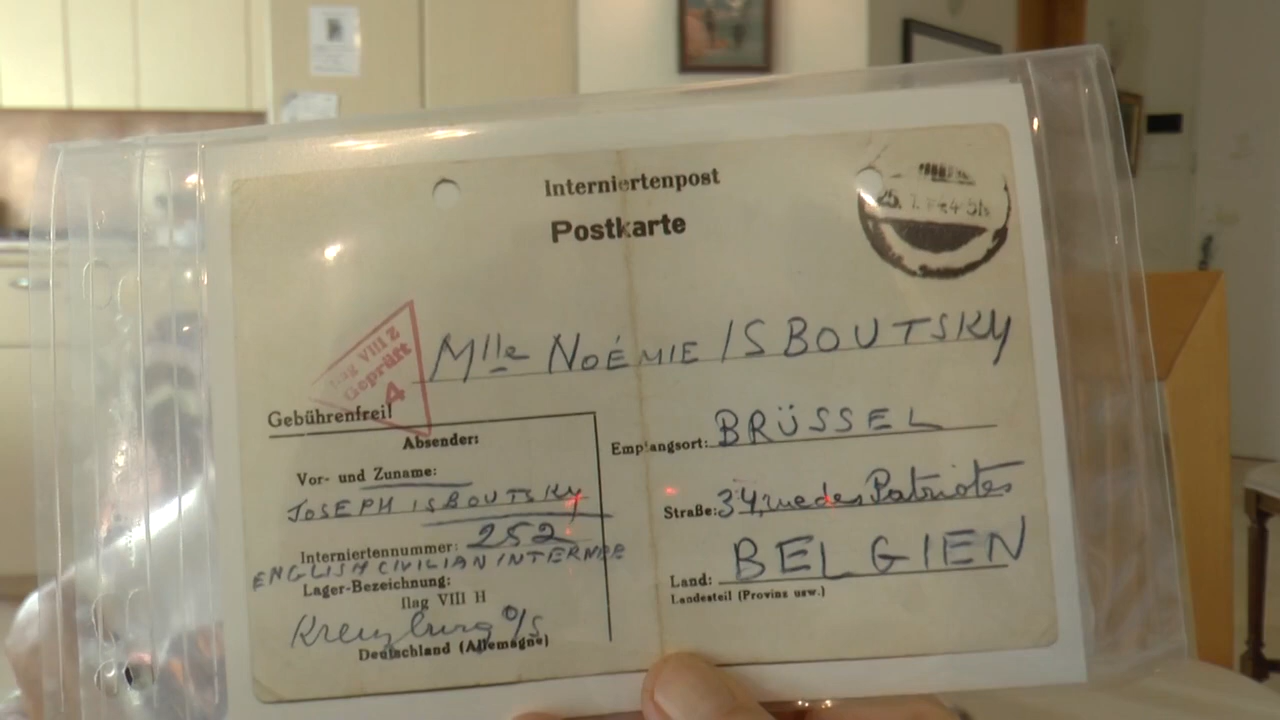 Interniertenpost
Postkarte
Ilag VIII Z
Geprüft
4
Mlle NOÉMIE ISBOUTSKY
Gebührenfrei!
Absender:
Vor- und Zuname:
JOSEPH ISBOUTSKY
Interniertennummer: 252
ENGLISH CIVILIAN INTERNEE
Lager-Bezeichnung:
Ilag VIII H
Kreuzburg O/S
Deutschland (Allemagne)
Empfangsort: BRÜSSEL
Straße: 34, rue des Patriotes
Land: BELGIEN
Landesteil (Provins usw.)